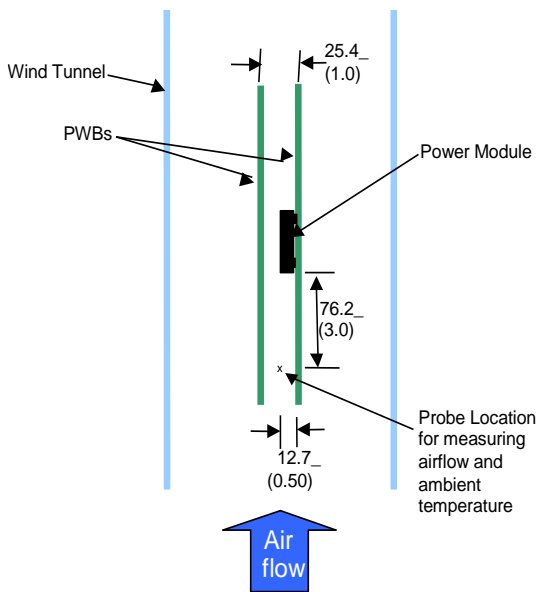 25.4_
(1.0)
Wind Tunnel
PWBs
Power Module
76.2_
(3.0)
x
Probe Location
for measuring
airflow and
ambient
temperature
12.7_
(0.50)
Air
flow